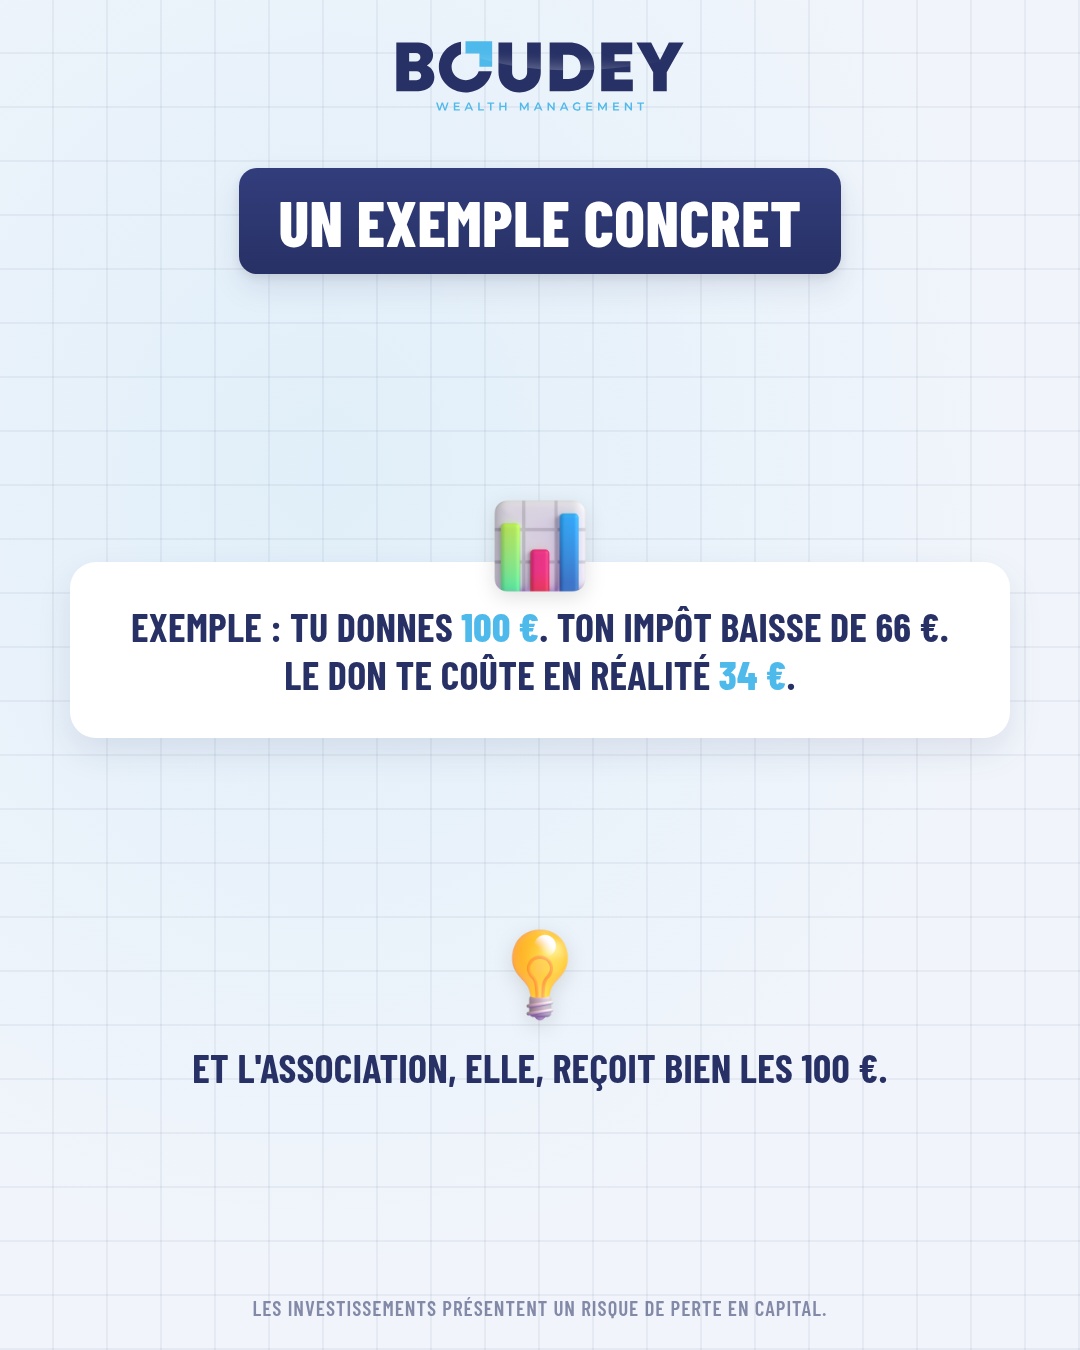 BOUDEY
WEALTH MANAGEMENT
UN EXEMPLE CONCRET
EXEMPLE : TU DONNES 100 €. TON IMPÔT BAISSE DE 66 €.
LE DON TE COÛTE EN RÉALITÉ 34 €.
ET L'ASSOCIATION, ELLE, REÇOIT BIEN LES 100 €.
LES INVESTISSEMENTS PRÉSENTENT UN RISQUE DE PERTE EN CAPITAL.